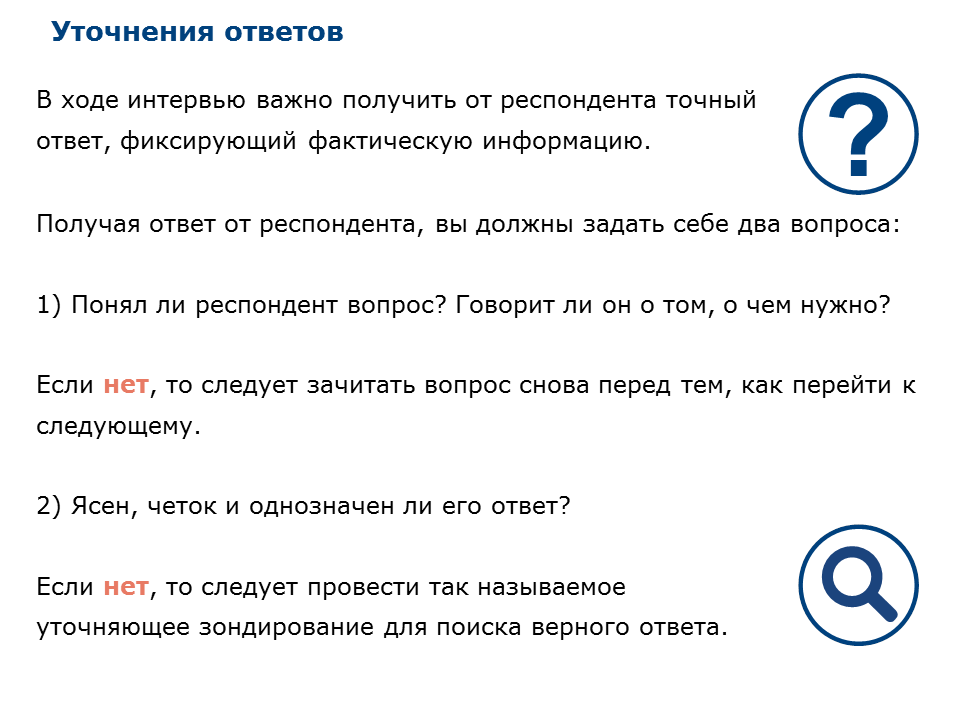 Уточнения ответов
В ходе интервью важно получить от респондента точный
ответ, фиксирующий фактическую информацию.
?
Получая ответ от респондента, вы должны задать себе два вопроса:
1) Понял ли респондент вопрос? Говорит ли он о том, о чем нужно?
Если нет, то следует зачитать вопрос снова перед тем, как перейти к
следующему.
2) Ясен, четок и однозначен ли его ответ?
Если нет, то следует провести так называемое
уточняющее зондирование для поиска верного ответа.